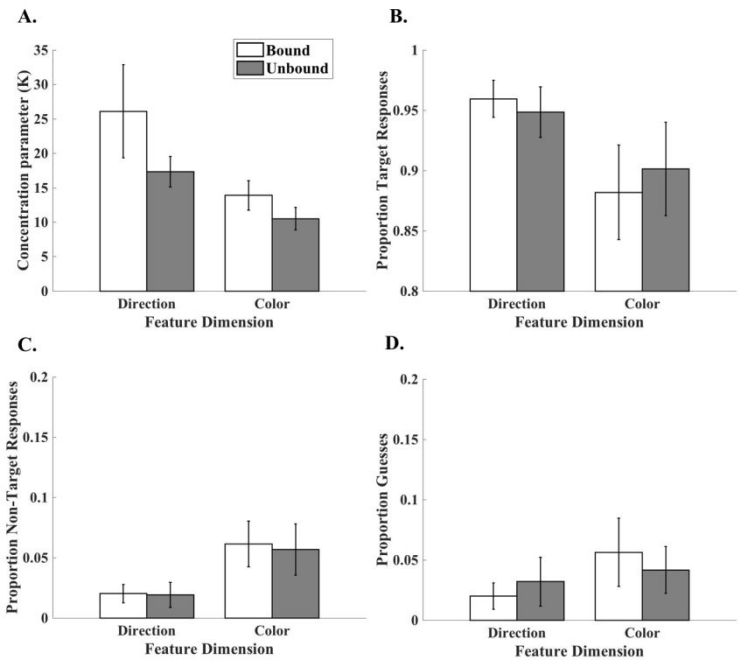 A.
Concentration parameter (K)
35
30
25
20
15
10
5
0
Bound
Unbound
Direction
Color
Feature Dimension
B.
Proportion Target Responses
1
0.95
0.9
0.85
0.8
Direction
Color
Feature Dimension
C.
Proportion Non-Target Responses
0.2
0.15
0.1
0.05
0
Direction
Color
Feature Dimension
D.
Proportion Guesses
0.2
0.15
0.1
0.05
0
Direction
Color
Feature Dimension